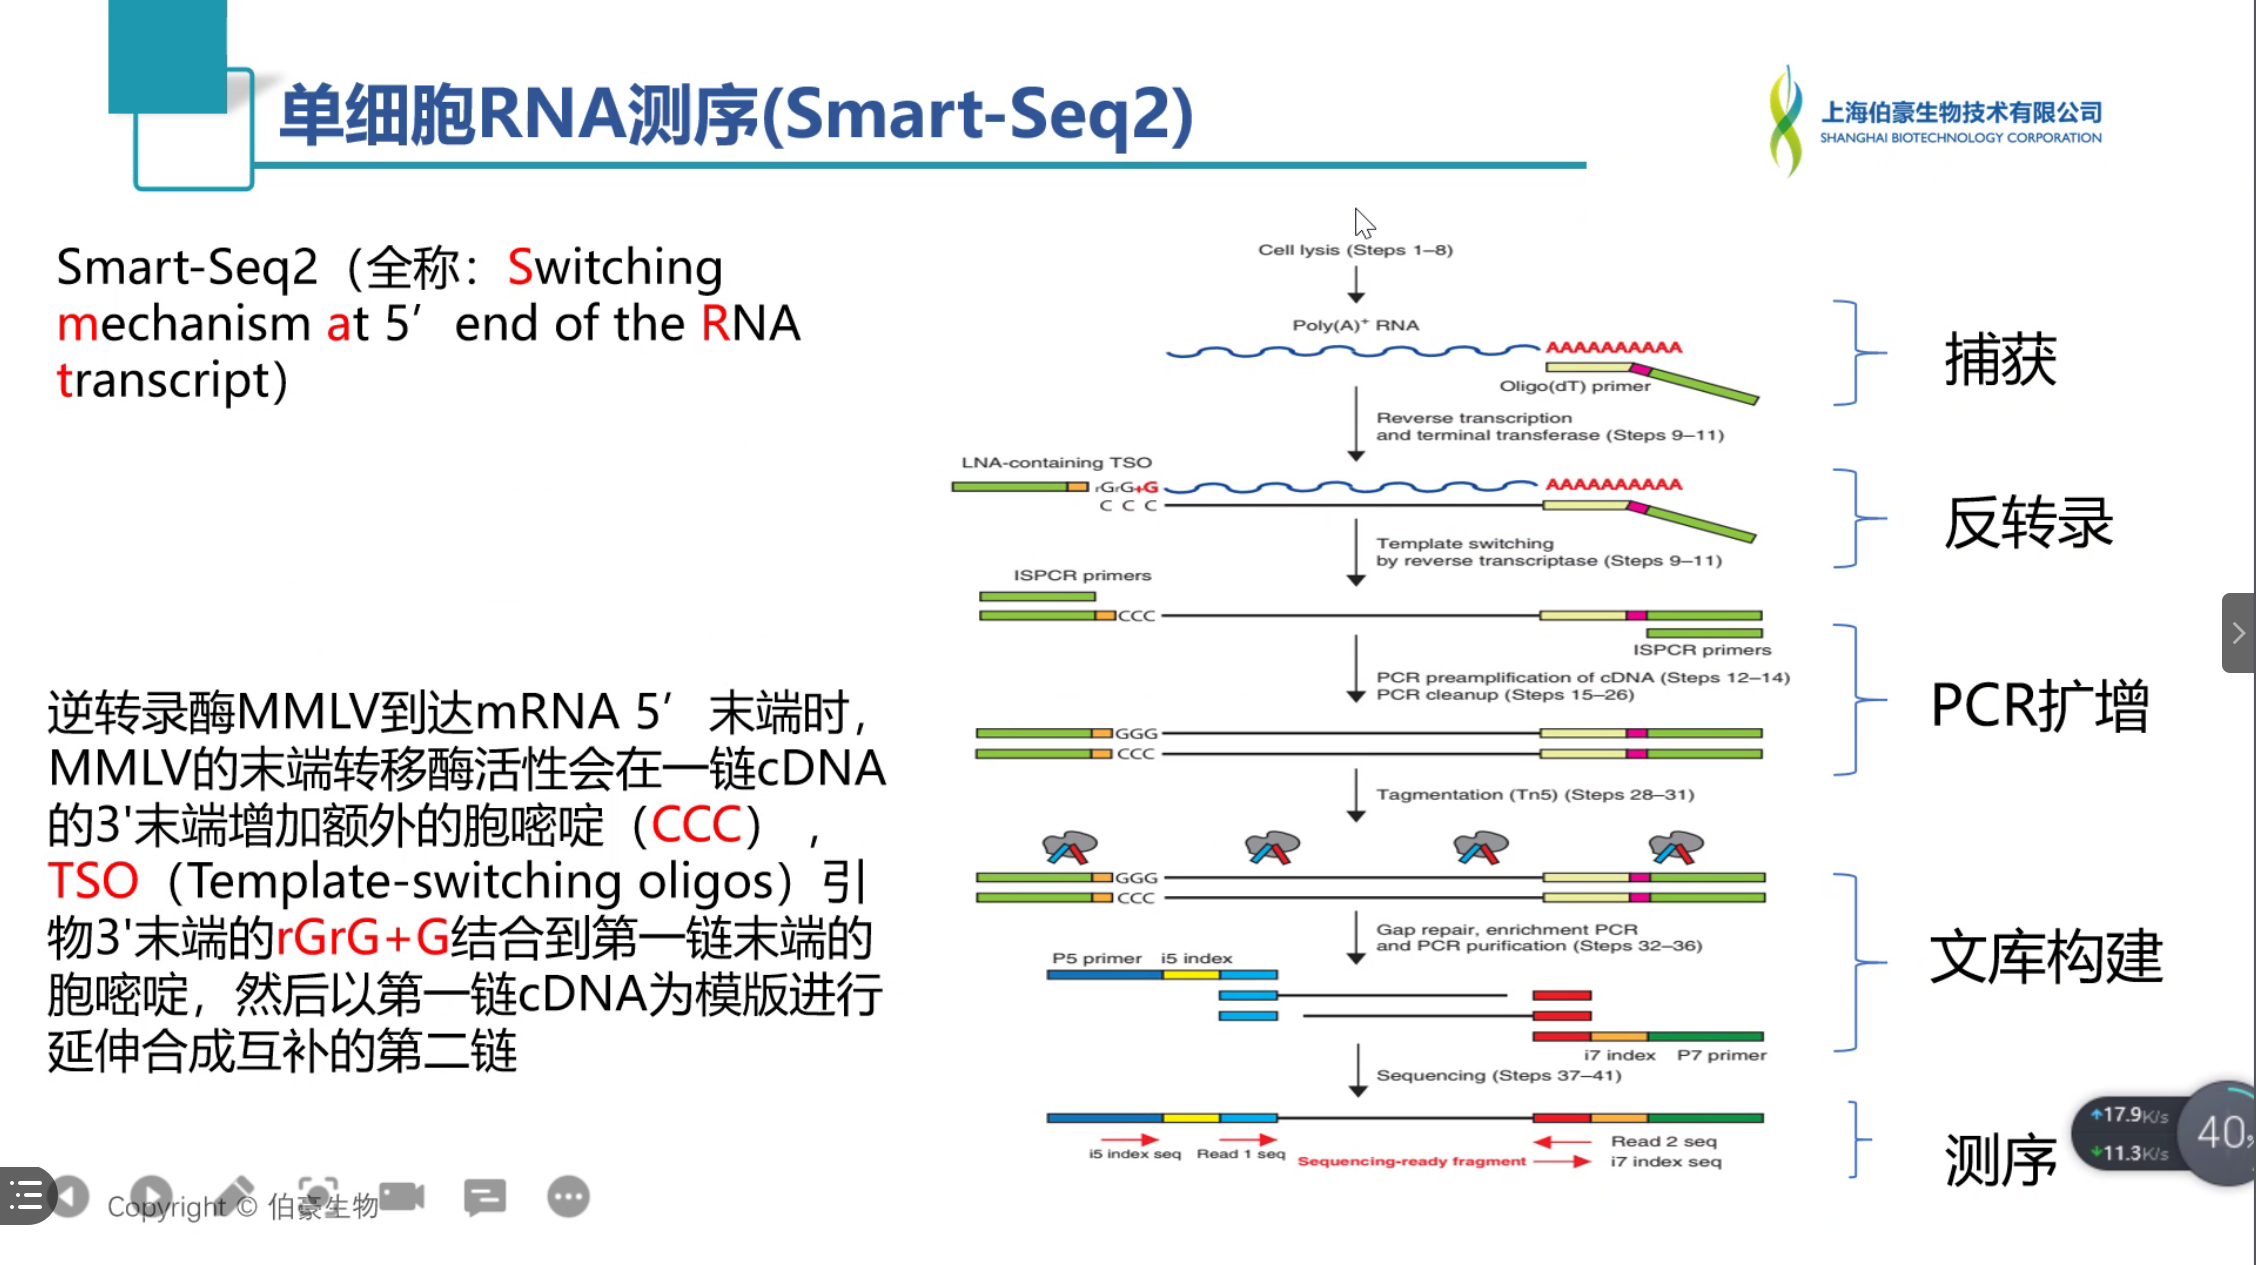 单细胞RNA测序(Smart-Seq2)
上海伯豪生物技术有限公司
SHANGHAI BIOTECHNOLOGY CORPORATION
Smart-Seq2（全称：Switching
mechanism at 5’ end of the RNA
transcript）
逆转录酶MMLV到达mRNA 5’ 末端时，
MMLV的末端转移酶活性会在一链cDNA
的3'末端增加额外的胞嘧啶（CCC），
TSO（Template-switching oligos）引
物3'末端的rGrG+G结合到第一链末端的
胞嘧啶，然后以第一链cDNA为模版进行
延伸合成互补的第二链
Cell lysis (Steps 1–8)
Poly(A)⁺ RNA
AAAAAAAAAA
Oligo(dT) primer
捕获
Reverse transcription
and terminal transferase (Steps 9–11)
LNA-containing TSO
rGrG+G
AAAAAAAAAA
C C C
反转录
Template switching
by reverse transcriptase (Steps 9–11)
ISPCR primers
CCC
ISPCR primers
PCR preamplification of cDNA (Steps 12–14)
PCR cleanup (Steps 15–26)
PCR扩增
GGG
CCC
Tagmentation (Tn5) (Steps 28–31)
GGG
CCC
Gap repair, enrichment PCR
and PCR purification (Steps 32–36)
文库构建
P5 primer i5 index
i7 index P7 primer
Sequencing (Steps 37–41)
i5 index seq Read 1 seq
Sequencing-ready fragment
Read 2 seq
i7 index seq
测序
17.9K/s
11.3K/s
40%
Copyright © 伯豪生物